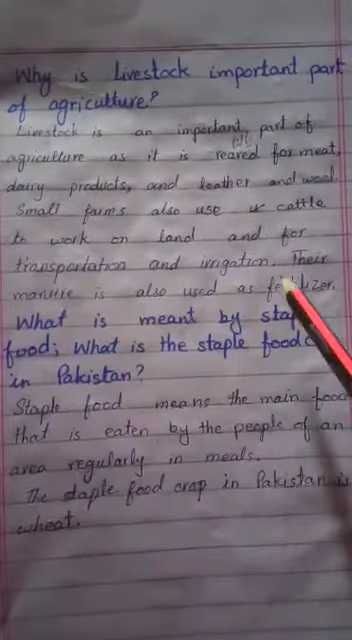 Why is Livestock important part
of agriculture?
Livestock is an important part of
agriculture as it is reared for meat,
dairy products, and leather and wool
Small farms also use cattle
to work on land and for
transportation and irrigation. Their
manure is also used as fertilizer.
What is meant by
food; What is the staple food
in Pakistan?
Staple food means the main food
that is eaten by the people of an
area regularly in meals.
The staple food crop in Pakistan is
wheat.